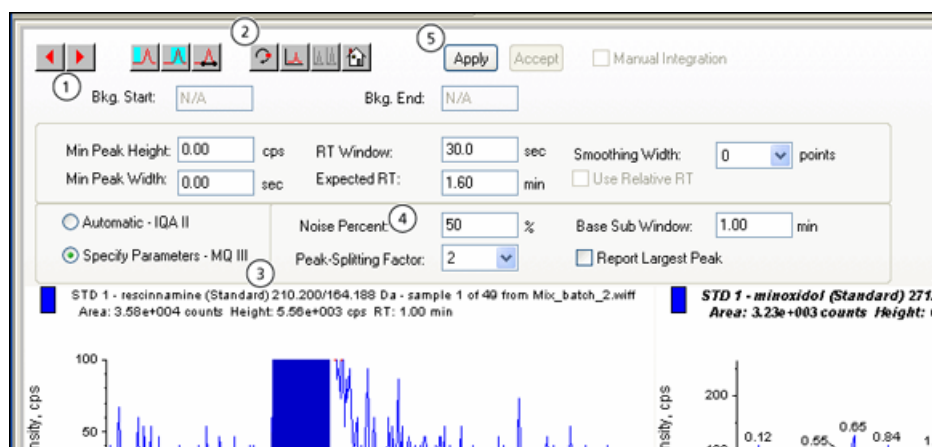 2
5
Apply Accept Manual Integration
1
Bkg. Start: N/A Bkg. End: N/A
Min Peak Height: 0.00 cps RT Window: 30.0 sec Smoothing Width: 0 points
Min Peak Width: 0.00 sec Expected RT: 1.60 min Use Relative RT
Automatic - IQA II Noise Percent: 4 50 % Base Sub Window: 1.00 min
Specify Parameters - MQ III Peak-Splitting Factor: 2 Report Largest Peak
3
STD 1 - rescinnamine (Standard) 210.200/164.188 Da - sample 1 of 49 from Mix_batch_2.wiff
Area: 3.58e+004 counts Height: 5.56e+003 cps RT: 1.00 min
STD 1 - minoxidol (Standard) 271.
Area: 3.23e+003 counts Height:
100
50
nsity, cps
200
nsity, cps
0.12 0.55 0.65 0.84